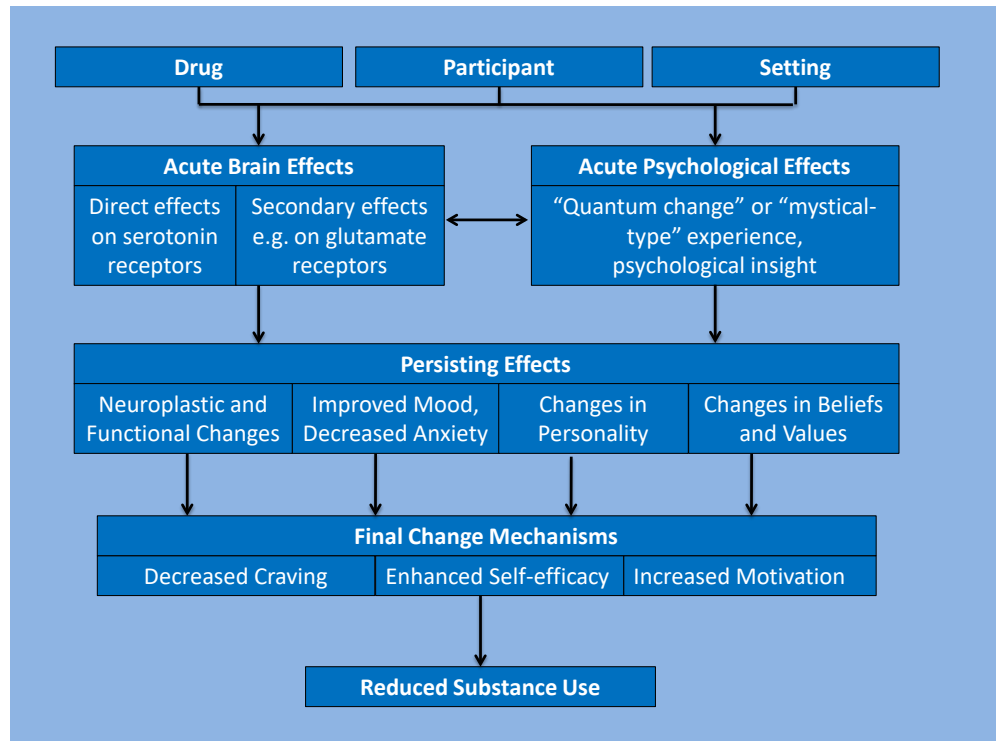 Drug
Participant
Setting
Acute Brain Effects
Direct effects
on serotonin
receptors
Secondary effects
e.g. on glutamate
receptors
Acute Psychological Effects
“Quantum change” or “mystical-
type” experience,
psychological insight
Persisting Effects
Neuroplastic and
Functional Changes
Improved Mood,
Decreased Anxiety
Changes in
Personality
Changes in Beliefs
and Values
Final Change Mechanisms
Decreased Craving
Enhanced Self-efficacy
Increased Motivation
Reduced Substance Use